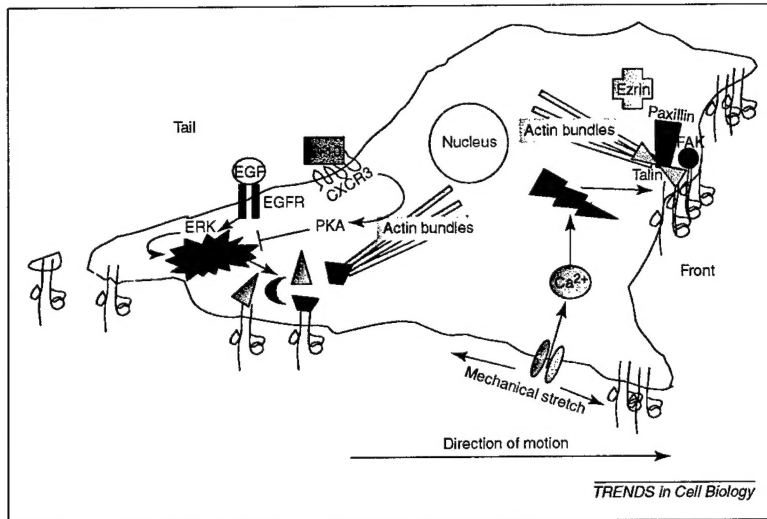 Tail
Nucleus
Ezrin
Actin bundles
Paxillin
FAK
Talin
EGF
EGFR
CXCR3
ERK
PKA
Actin bundles
Ca2+
Front
Mechanical stretch
Direction of motion
TRENDS in Cell Biology